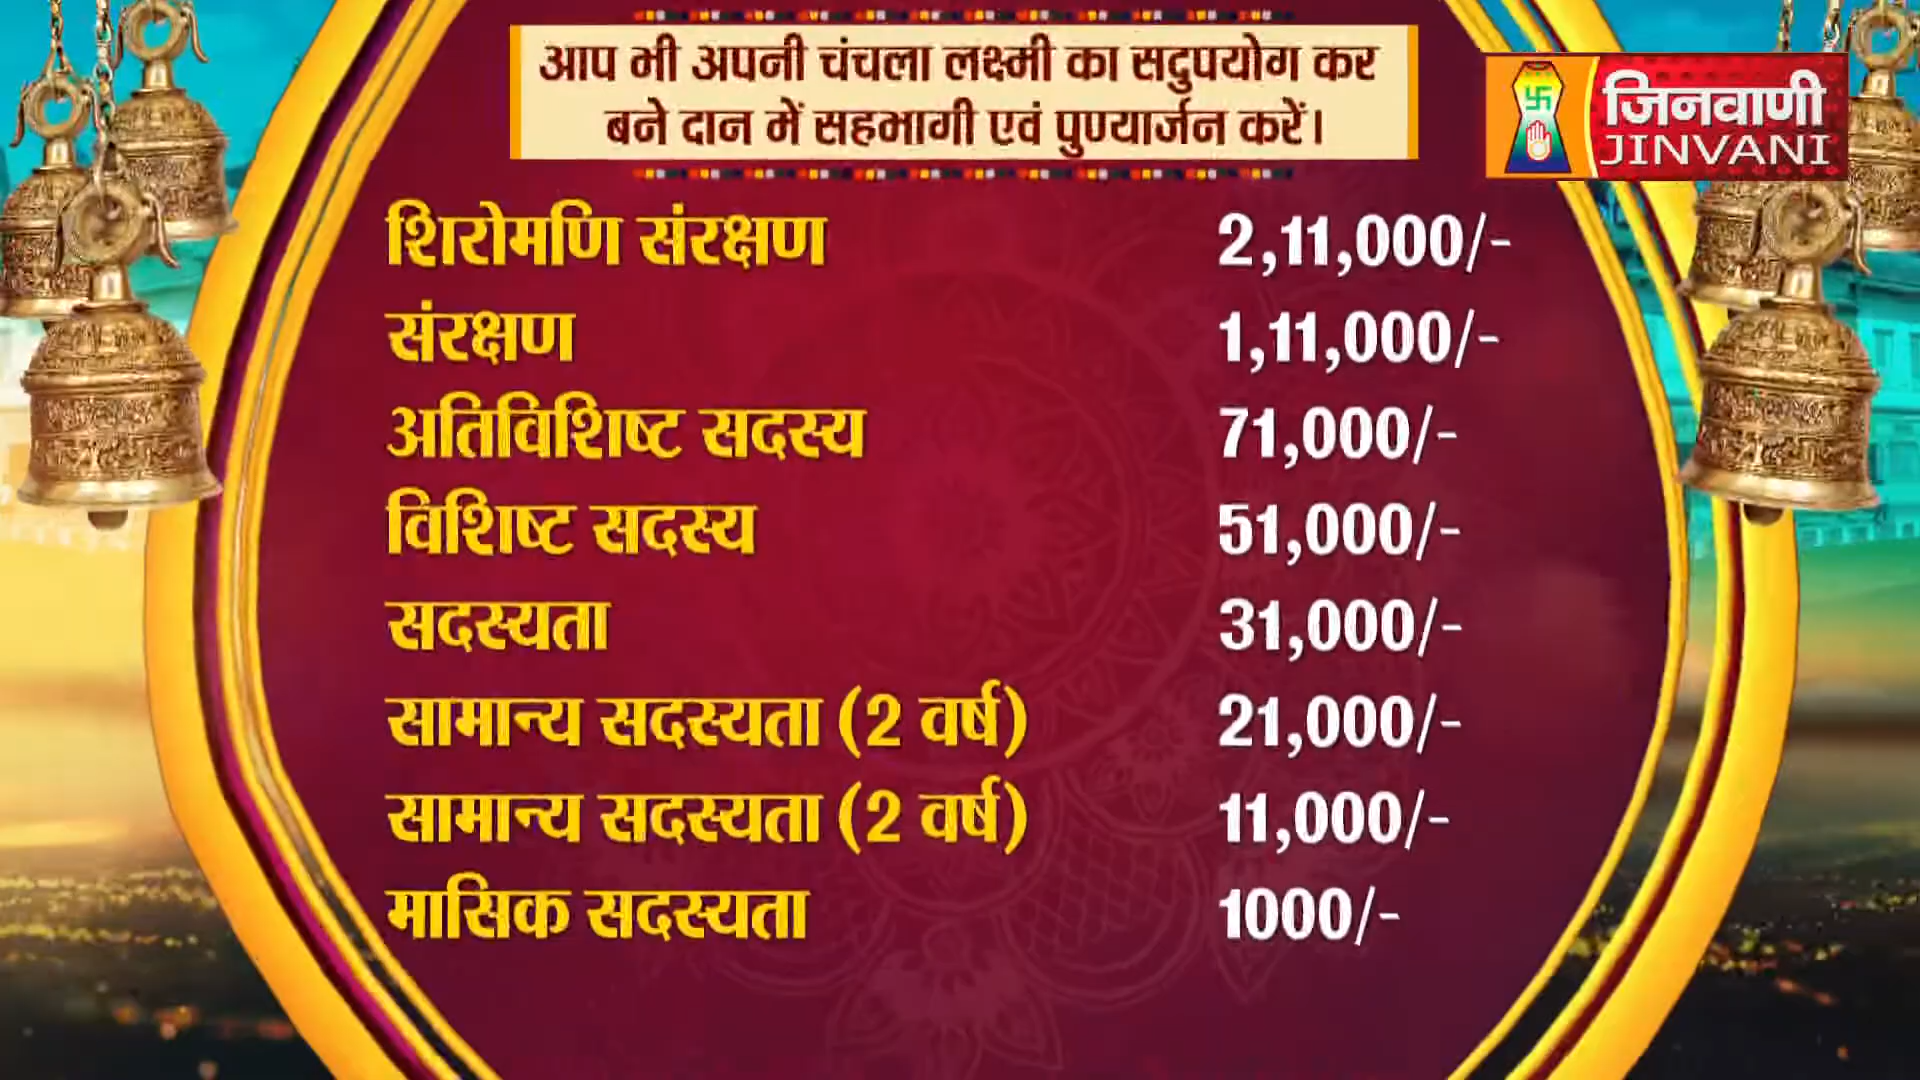 आप भी अपनी चंचला लक्ष्मी का सदुपयोग कर
बने दान में सहभागी एवं पुण्यार्जन करें।
जिनवाणी
JINVANI
शिरोमणि संरक्षण 2,11,000/-
संरक्षण 1,11,000/-
अतिविशिष्ट सदस्य 71,000/-
विशिष्ट सदस्य 51,000/-
सदस्यता 31,000/-
सामान्य सदस्यता (2 वर्ष) 21,000/-
सामान्य सदस्यता (2 वर्ष) 11,000/-
मासिक सदस्यता 1000/-